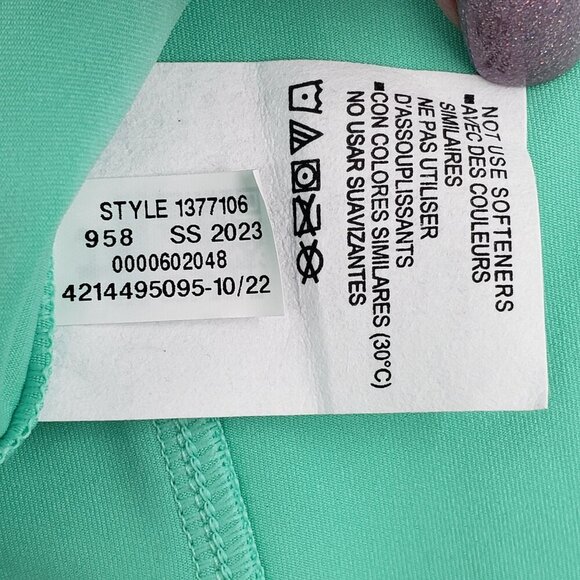 STYLE 1377106
958 SS 2023
0000602048
4214495095-10/22
NOT USE SOFTENERS
▪AVEC DES COULEURS
SIMILAIRES
NE PAS UTILISER
D'ASSOUPLISSANTS
▪CON COLORES SIMILARES (30°C)
NO USAR SUAVIZANTES